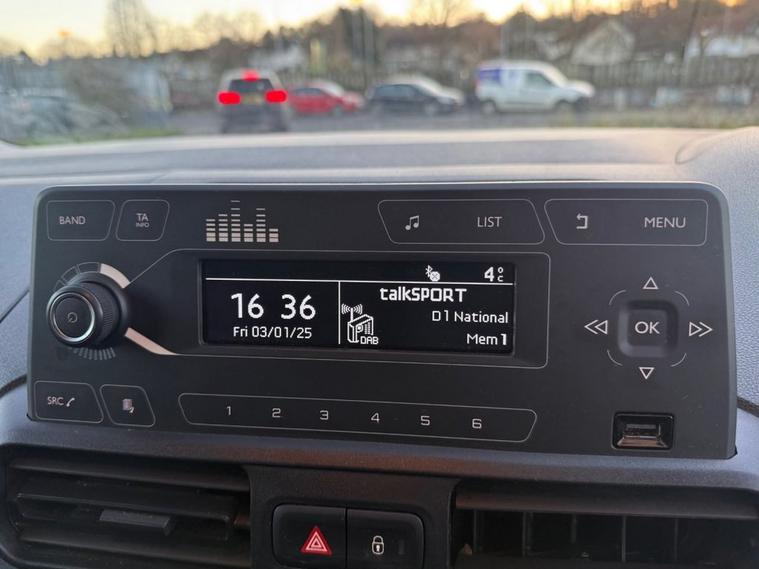 BAND
TA
INFO
LIST
MENU
4°C
16 36
Fri 03/01/25
talkSPORT
D1 National
DAB
Mem 1
OK
SRC
1 2 3 4 5 6